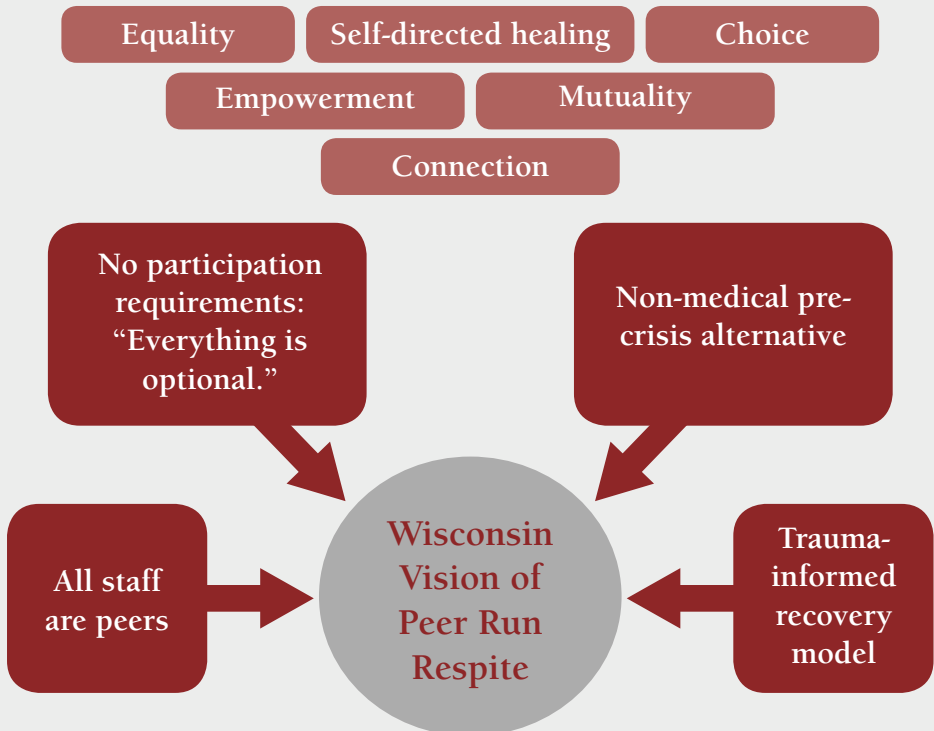 Equality
Self-directed healing
Choice
Empowerment
Mutuality
Connection
No participation
requirements:
“Everything is
optional.”
Non-medical pre-
crisis alternative
All staff
are peers
Wisconsin
Vision of
Peer Run
Respite
Trauma-
informed
recovery
model